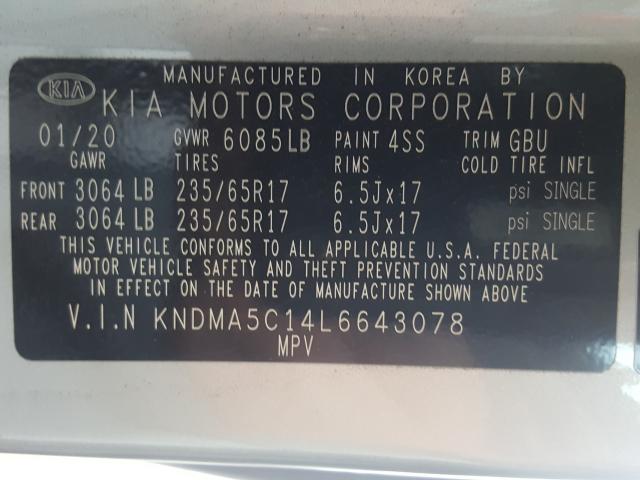 MANUFACTURED IN KOREA BY
KIA KIA MOTORS CORPORATION
01/20 GVWR 6085LB PAINT 4SS TRIM GBU
GAWR TIRES RIMS COLD TIRE INFL
FRONT 3064 LB 235/65R17 6.5Jx17 psi SINGLE
REAR 3064 LB 235/65R17 6.5Jx17 psi SINGLE
THIS VEHICLE CONFORMS TO ALL APPLICABLE U.S.A. FEDERAL
MOTOR VEHICLE SAFETY AND THEFT PREVENTION STANDARDS
IN EFFECT ON THE DATE OF MANUFACTURE SHOWN ABOVE
V.I.N KNDMA5C14L6643078
MPV